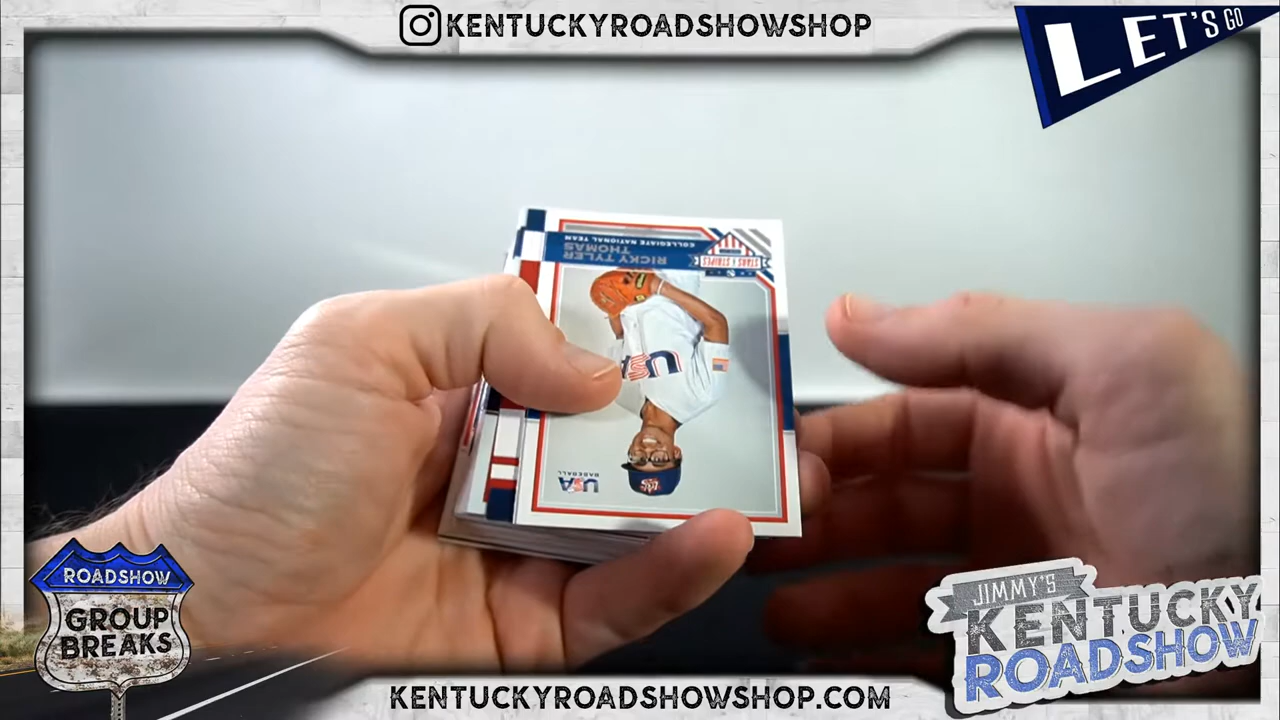 KENTUCKYROADSHOWSHOP
LET'S GO
STARS & STRIPES
RICKY TYLER
THOMAS
COLLEGIATE NATIONAL TEAM
USA
USA
BASEBALL
ROADSHOW
GROUP
BREAKS
JIMMY'S
KENTUCKY
ROADSHOW
KENTUCKYROADSHOWSHOP.COM